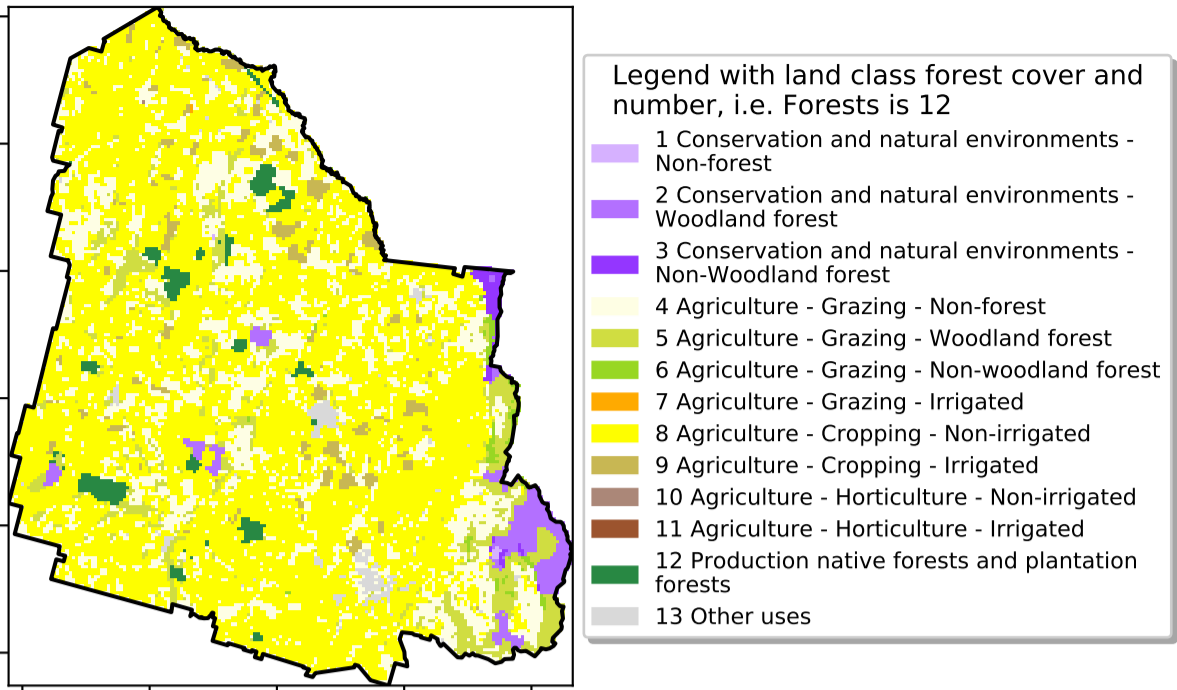 Legend with land class forest cover and
number, i.e. Forests is 12
1 Conservation and natural environments -
Non-forest
2 Conservation and natural environments -
Woodland forest
3 Conservation and natural environments -
Non-Woodland forest
4 Agriculture - Grazing - Non-forest
5 Agriculture - Grazing - Woodland forest
6 Agriculture - Grazing - Non-woodland forest
7 Agriculture - Grazing - Irrigated
8 Agriculture - Cropping - Non-irrigated
9 Agriculture - Cropping - Irrigated
10 Agriculture - Horticulture - Non-irrigated
11 Agriculture - Horticulture - Irrigated
12 Production native forests and plantation
forests
13 Other uses